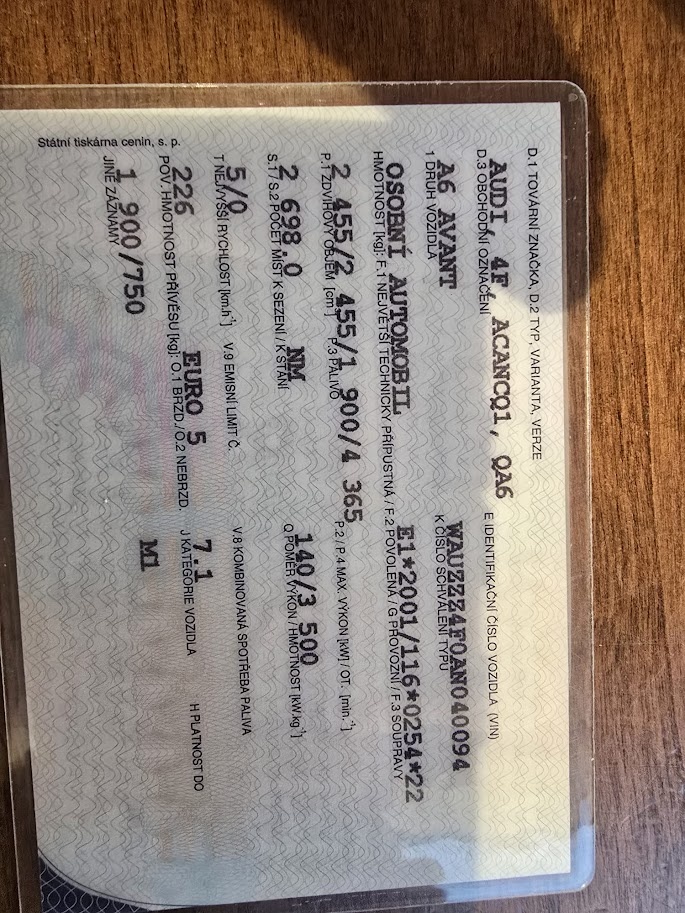 D.1 TOVÁRNÍ ZNAČKA, D.2 TYP, VARIANTA, VERZE
AUDI, 4F, ACANCQ1, QA6
D.3 OBCHODNÍ OZNAČENÍ
E IDENTIFIKAČNÍ ČÍSLO VOZIDLA (VIN)
A6 AVANT
WAUZZZ4F0AN040094
1 DRUH VOZIDLA
K ČÍSLO SCHVÁLENÍ TYPU
OSOBNÍ AUTOMOBIL
E1*2001/116*0254*22
HMOTNOST [kg]: F.1 NEJVĚTŠÍ TECHNICKY PŘÍPUSTNÁ / F.2 POVOLENÁ / G PROVOZNÍ / F.3 SOUPRAVY
2 455/2 455/1 900/4 365
P.1 ZDVIHOVÝ OBJEM [cm³]
P.3 PALIVO
P.2 / P.4 MAX. VÝKON [kW] / OT. [min.-¹]
2 698,0
NM
140/3 500
S.1 / S.2 POČET MÍST K SEZENÍ / K STÁNÍ
Q POMĚR VÝKON / HMOTNOST [kW.kg-¹]
5/0
T NEJVYŠŠÍ RYCHLOST [km.h-¹]
V.9 EMISNÍ LIMIT Č.
V.8 KOMBINOVANÁ SPOTŘEBA PALIVA
226
EURO 5
7.1
POV. HMOTNOST PŘÍVĚSU [kg]: O.1 BRZD./O.2 NEBRZD.
J KATEGORIE VOZIDLA
H PLATNOST DO
1 900/750
M1
JINÉ ZÁZNAMY
Státní tiskárna cenin, s. p.